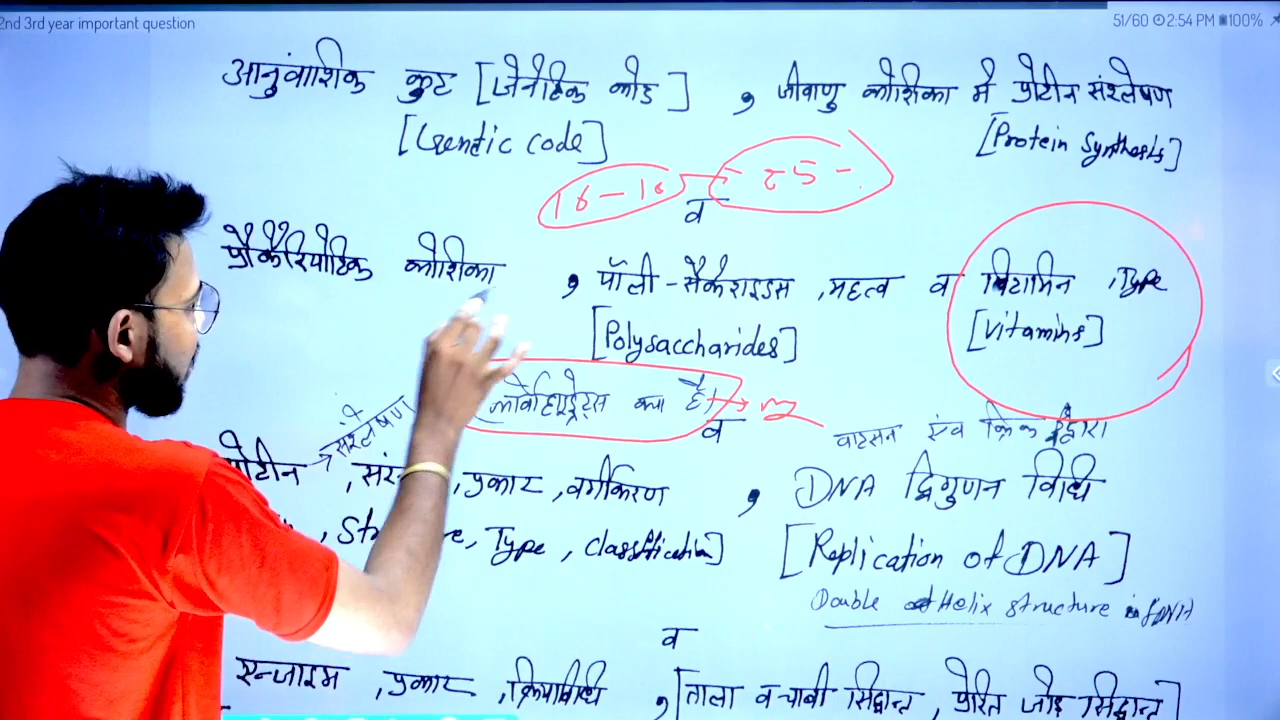 2nd 3rd year important question
51/60 2:54 PM 100%
आनुवांशिक कुट [जेनेटिक कोड] , जीवाणु कोशिका में प्रोटीन संश्लेषण
[Genetic code] [Protein Synthesis]
16-16 - 25 -
व
प्रोकैरियोटिक कोशिका , पॉली-सैकेराइडस , महत्व व विटामिन , Type
[Polysaccharides] [Vitamins]
संश्लेषण कार्बोहाइड्रेट्स क्या है।
व वाटसन एंव क्रिक द्वारा
प्रोटीन , प्रकार , वर्गीकरण , DNA द्विगुणन विधि
, Type , classification] [Replication of DNA]
Double Helix structure of DNA
व
एन्जाइम , प्रकार , क्रियाविधि , [ताला व चाबी सिद्धान्त , प्रेरित जोड़ सिद्धान्त]